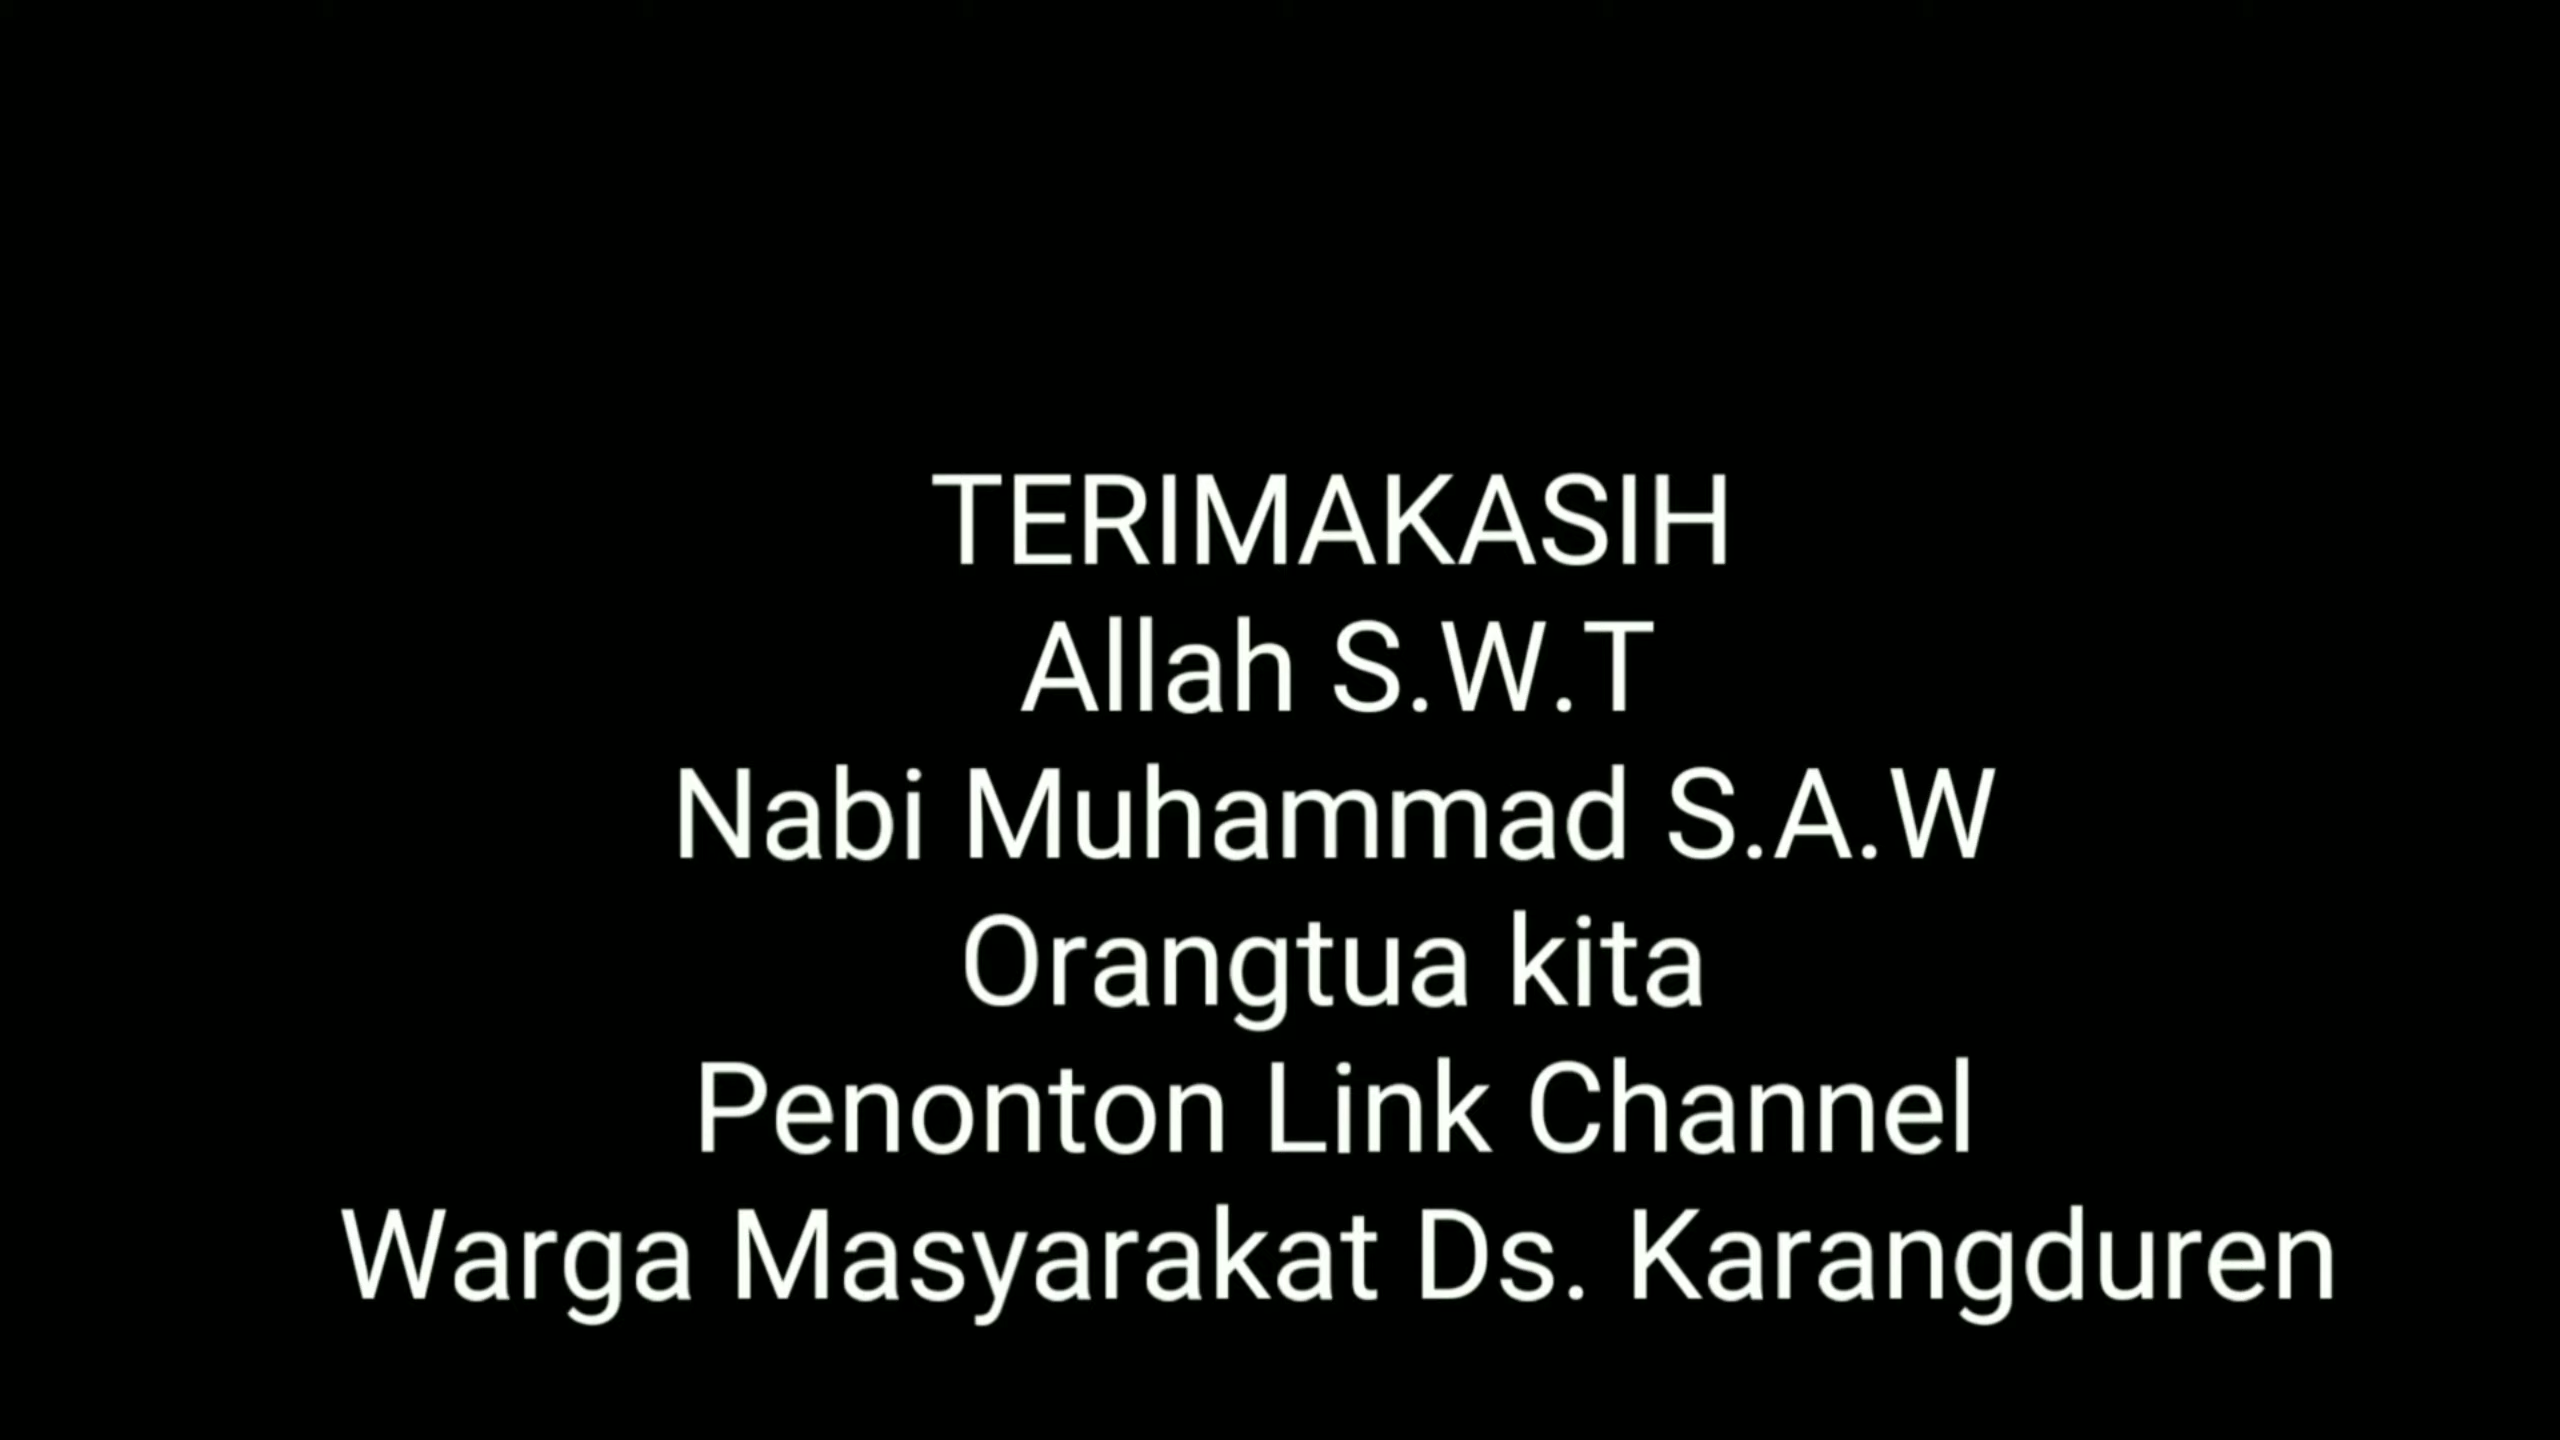 TERIMAKASIH
Allah S.W.T
Nabi Muhammad S.A.W
Orangtua kita
Penonton Link Channel
Warga Masyarakat Ds. Karangduren